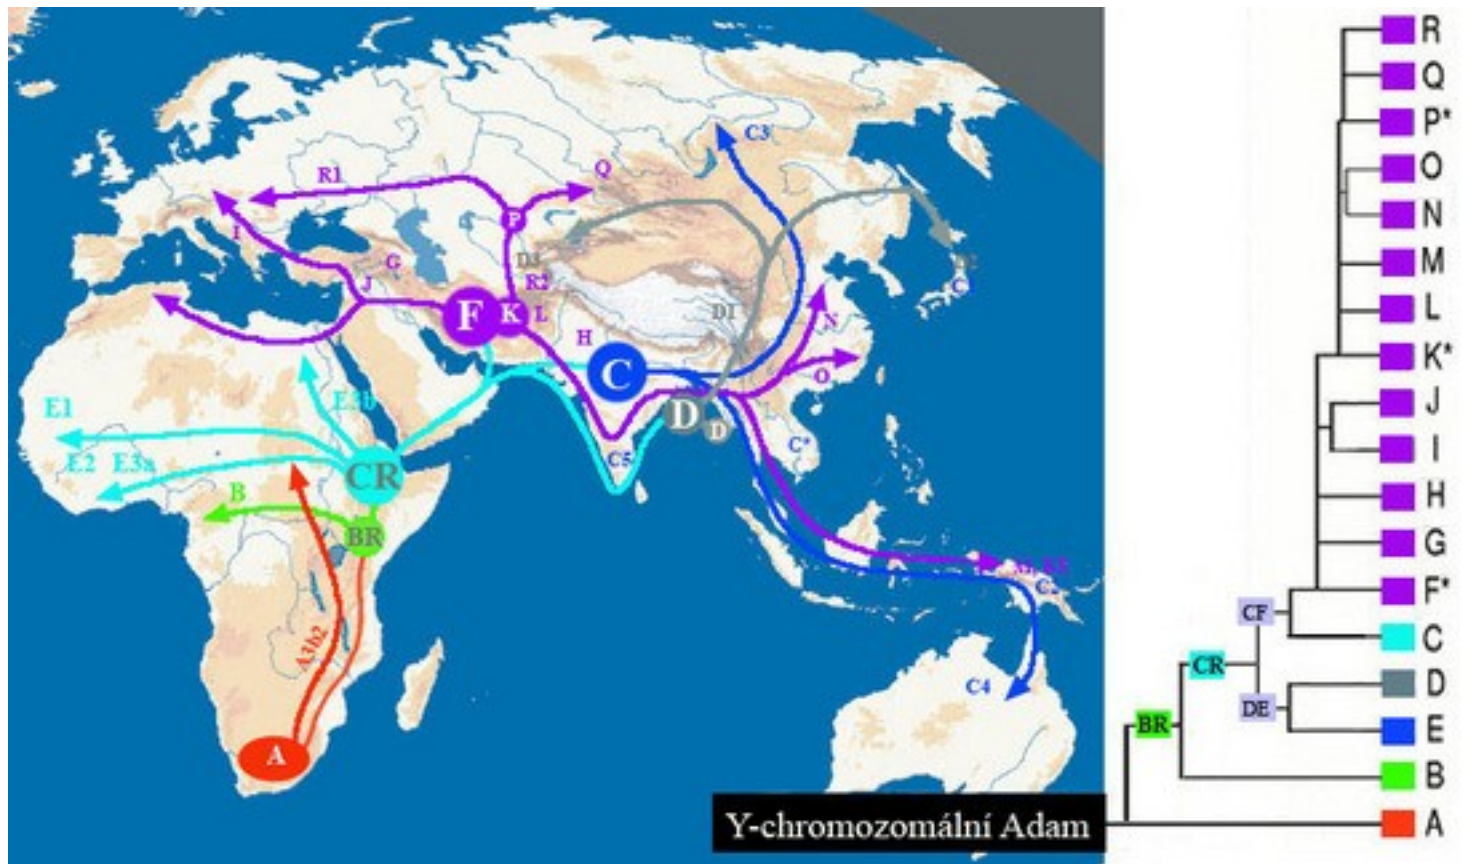 C3
R1
Q
P
I
G
D3
R2
J
F
K
L
D1
H
N
O
C
D
D
E3b
E1
E2
E3a
CR
C5
C*
B
BR
A3b2
C4
A
Y-chromozomální Adam
BR
CR
CF
DE
R
Q
P*
O
N
M
L
K*
J
I
H
G
F*
C
D
E
B
A